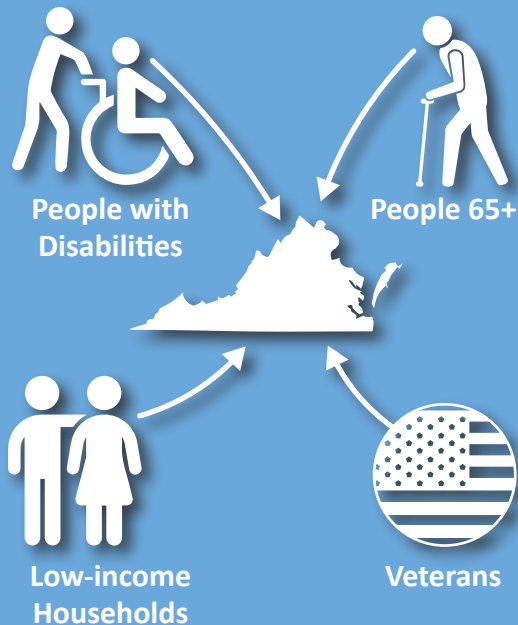 People with
Disabilities
People 65+
Low-income
Households
Veterans